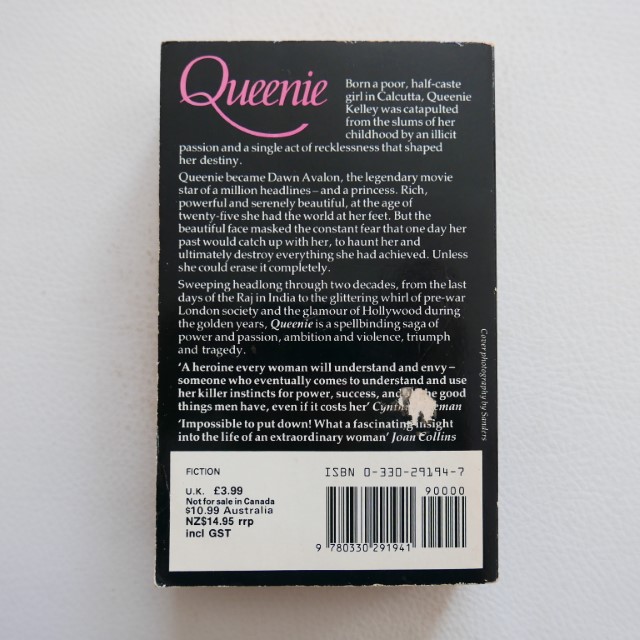 Queenie
Born a poor, half-caste
girl in Calcutta, Queenie
Kelley was catapulted
from the slums of her
childhood by an illicit
passion and a single act of recklessness that shaped
her destiny.
Queenie became Dawn Avalon, the legendary movie
star of a million headlines – and a princess. Rich,
powerful and serenely beautiful, at the age of
twenty-five she had the world at her feet. But the
beautiful face masked the constant fear that one day her
past would catch up with her, to haunt her and
ultimately destroy everything she had achieved. Unless
she could erase it completely.
Sweeping headlong through two decades, from the last
days of the Raj in India to the glittering whirl of pre-war
London society and the glamour of Hollywood during
the golden years, Queenie is a spellbinding saga of
power and passion, ambition and violence, triumph
and tragedy.
'A heroine every woman will understand and envy –
someone who eventually comes to understand and use
her killer instincts for power, success, and the good
things men have, even if it costs her'
'Impossible to put down! What a fascinating insight
into the life of an extraordinary woman' Joan Collins
Cover photography by Sanders
FICTION
ISBN 0-330-29194-7
U.K. £3.99
Not for sale in Canada
$10.99 Australia
NZ$14.95 rrp
incl GST
90000
9 780330 291941